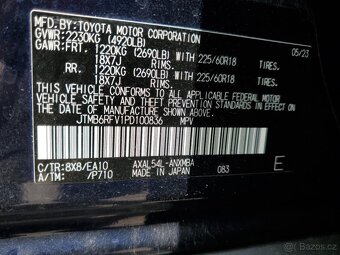 MFD.BY:TOYOTA MOTOR CORPORATION
GVWR:2230KG (4920LB) 05/23
GAWR:FRT. 1220KG (2690LB) WITH 225/60R18 TIRES,
18X7J RIMS.
RR. 1220KG (2690LB) WITH 225/60R18 TIRES,
18X7J RIMS.
THIS VEHICLE CONFORMS TO ALL APPLICABLE
FEDERAL MOTOR VEHICLE SAFETY AND
THEFT PREVENTION STANDARDS IN EFFECT ON
THE DATE OF MANUFACTURE SHOWN ABOVE.
JTMB6RFV1PD100836 MPV
C/TR:8X8/EA10 AXAL54L-ANXMBA
A/TM: /P710 MADE IN JAPAN 083 E
Bazos.cz